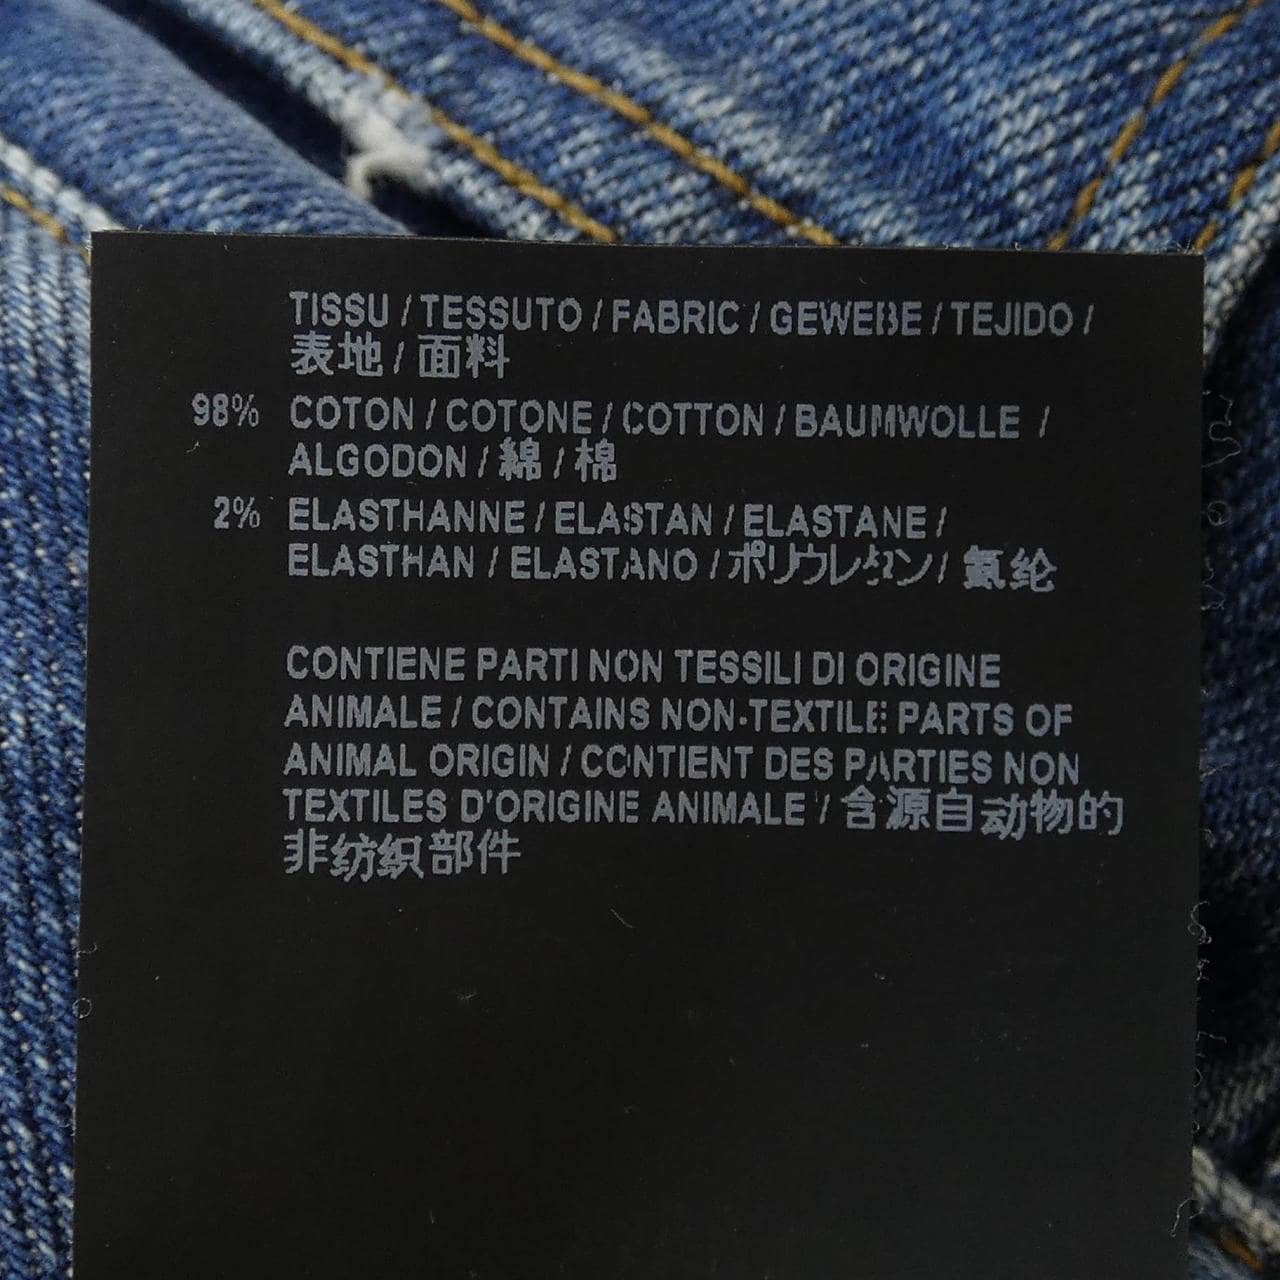 TISSU / TESSUTO / FABRIC / GEWEBE / TEJIDO /
表地 / 面料
98% COTON / COTONE / COTTON / BAUMWOLLE /
ALGODON / 綿 / 棉
2% ELASTHANNE / ELASTAN / ELASTANE /
ELASTHAN / ELASTANO / ポリウレタン / 氨纶
CONTIENE PARTI NON TESSILI DI ORIGINE
ANIMALE / CONTAINS NON-TEXTILE PARTS OF
ANIMAL ORIGIN / CONTIENT DES PARTIES NON
TEXTILES D'ORIGINE ANIMALE / 含源自动物的
非纺织部件